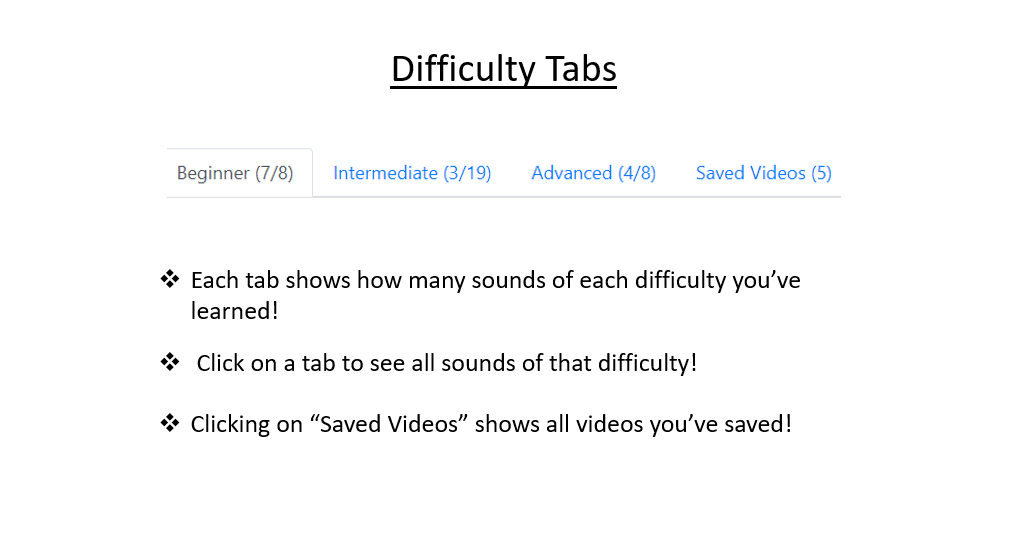 Difficulty Tabs
Beginner (7/8) Intermediate (3/19) Advanced (4/8) Saved Videos (5)
❖ Each tab shows how many sounds of each difficulty you’ve
learned!
❖ Click on a tab to see all sounds of that difficulty!
❖ Clicking on “Saved Videos” shows all videos you’ve saved!